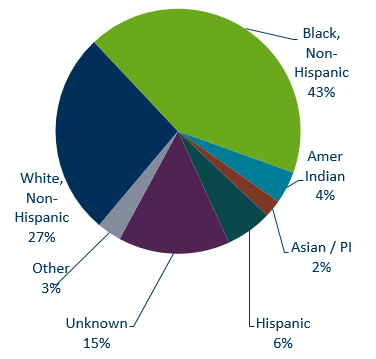 Black,
Non-
Hispanic
43%
Amer
Indian
4%
Asian / PI
2%
Hispanic
6%
Unknown
15%
Other
3%
White,
Non-
Hispanic
27%